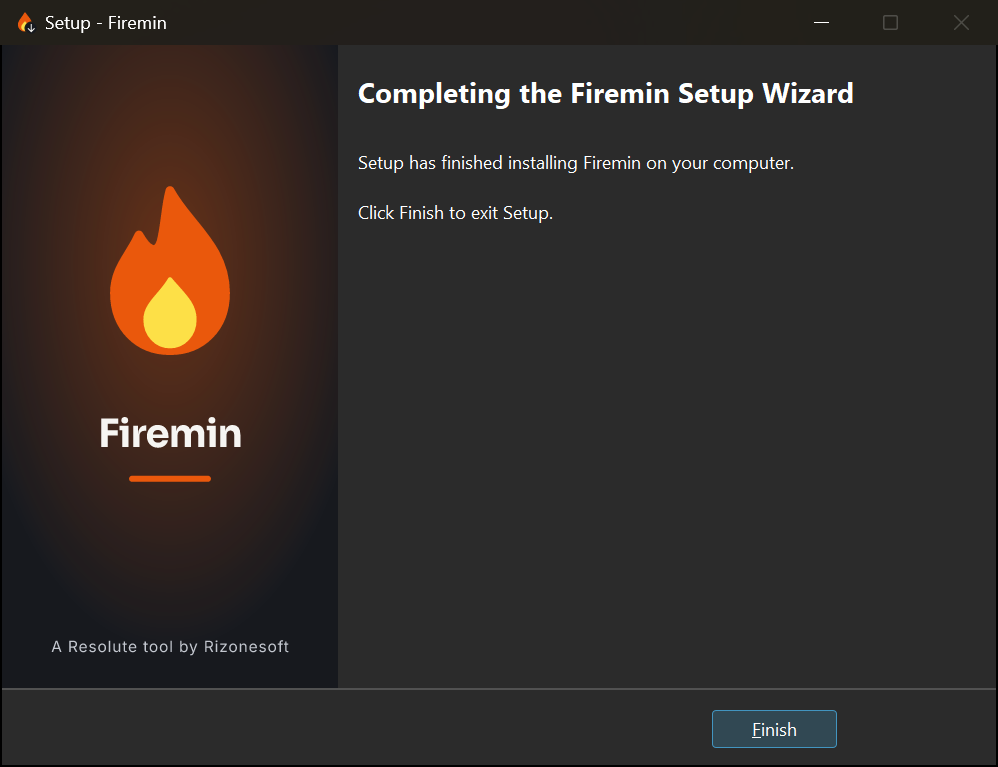 Setup - Firemin
Completing the Firemin Setup Wizard
Setup has finished installing Firemin on your computer.
Click Finish to exit Setup.
Firemin
A Resolute tool by Rizonesoft
Finish